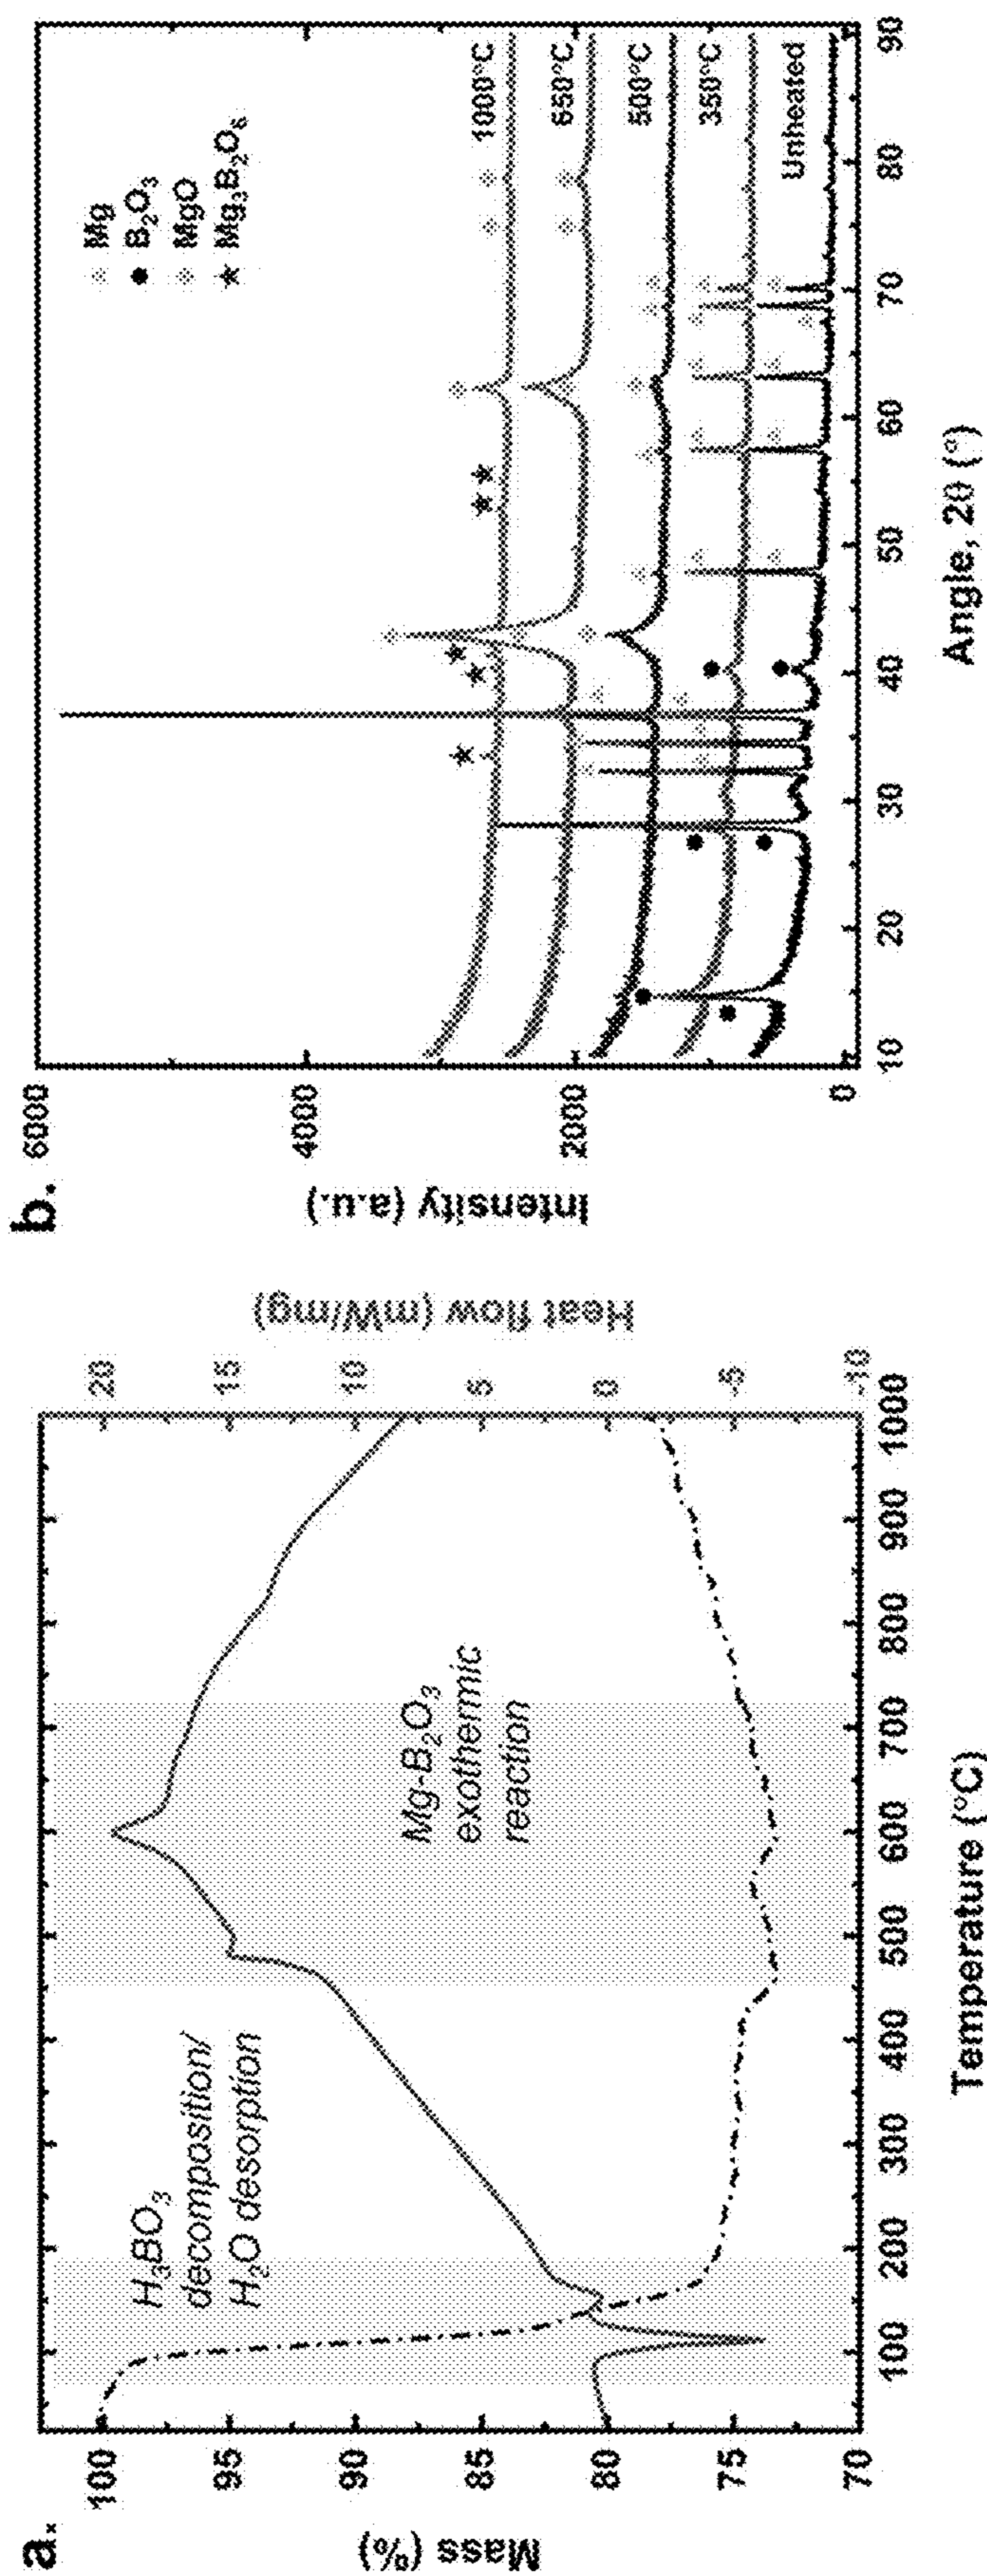 a.
Mass (%)
100
95
90
85
80
75
70
H₃BO₃
decomposition/
H₂O desorption
Mg-B₂O₃
exothermic
reaction
20
15
10
5
0
-5
-10
Heat flow (mW/mg)
100 200 300 400 500 600 700 800 900 1000
Temperature (°C)
b.
Intensity (a.u.)
6000
4000
2000
0
Mg
B₂O₃
MgO
Mg₃B₂O₆
1000°C
650°C
500°C
350°C
Unheated
10 20 30 40 50 60 70 80 90
Angle, 2θ (°)